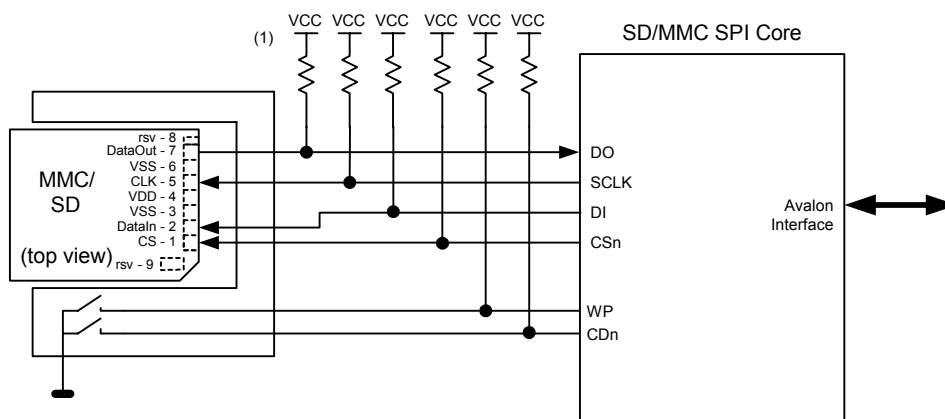 VCC VCC VCC VCC VCC VCC
(1)
SD/MMC SPI Core
rsv - 8
DataOut - 7
VSS - 6
CLK - 5
VDD - 4
VSS - 3
DataIn - 2
CS - 1
rsv - 9
MMC/
SD
(top view)
DO
SCLK
DI
CSn
WP
CDn
Avalon
Interface